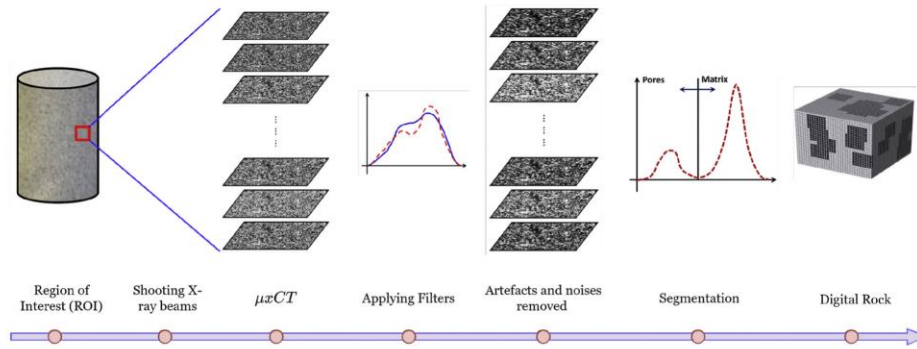 Pores
Matrix
Region of
Interest (ROI)
Shooting X-
ray beams
μxCT
Applying Filters
Artefacts and noises
removed
Segmentation
Digital Rock